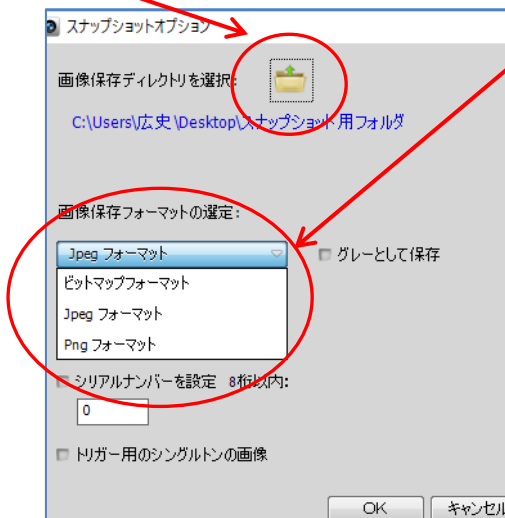 スナップショットオプション
画像保存ディレクトリを選択:
C:\Users\広史\Desktop\スナップショット用フォルダ
画像保存フォーマットの選定:
Jpeg フォーマット
グレーとして保存
ビットマップフォーマット
Jpeg フォーマット
Png フォーマット
シリアルナンバーを設定 8桁以内:
0
トリガー用のシングルトンの画像
OK
キャンセル